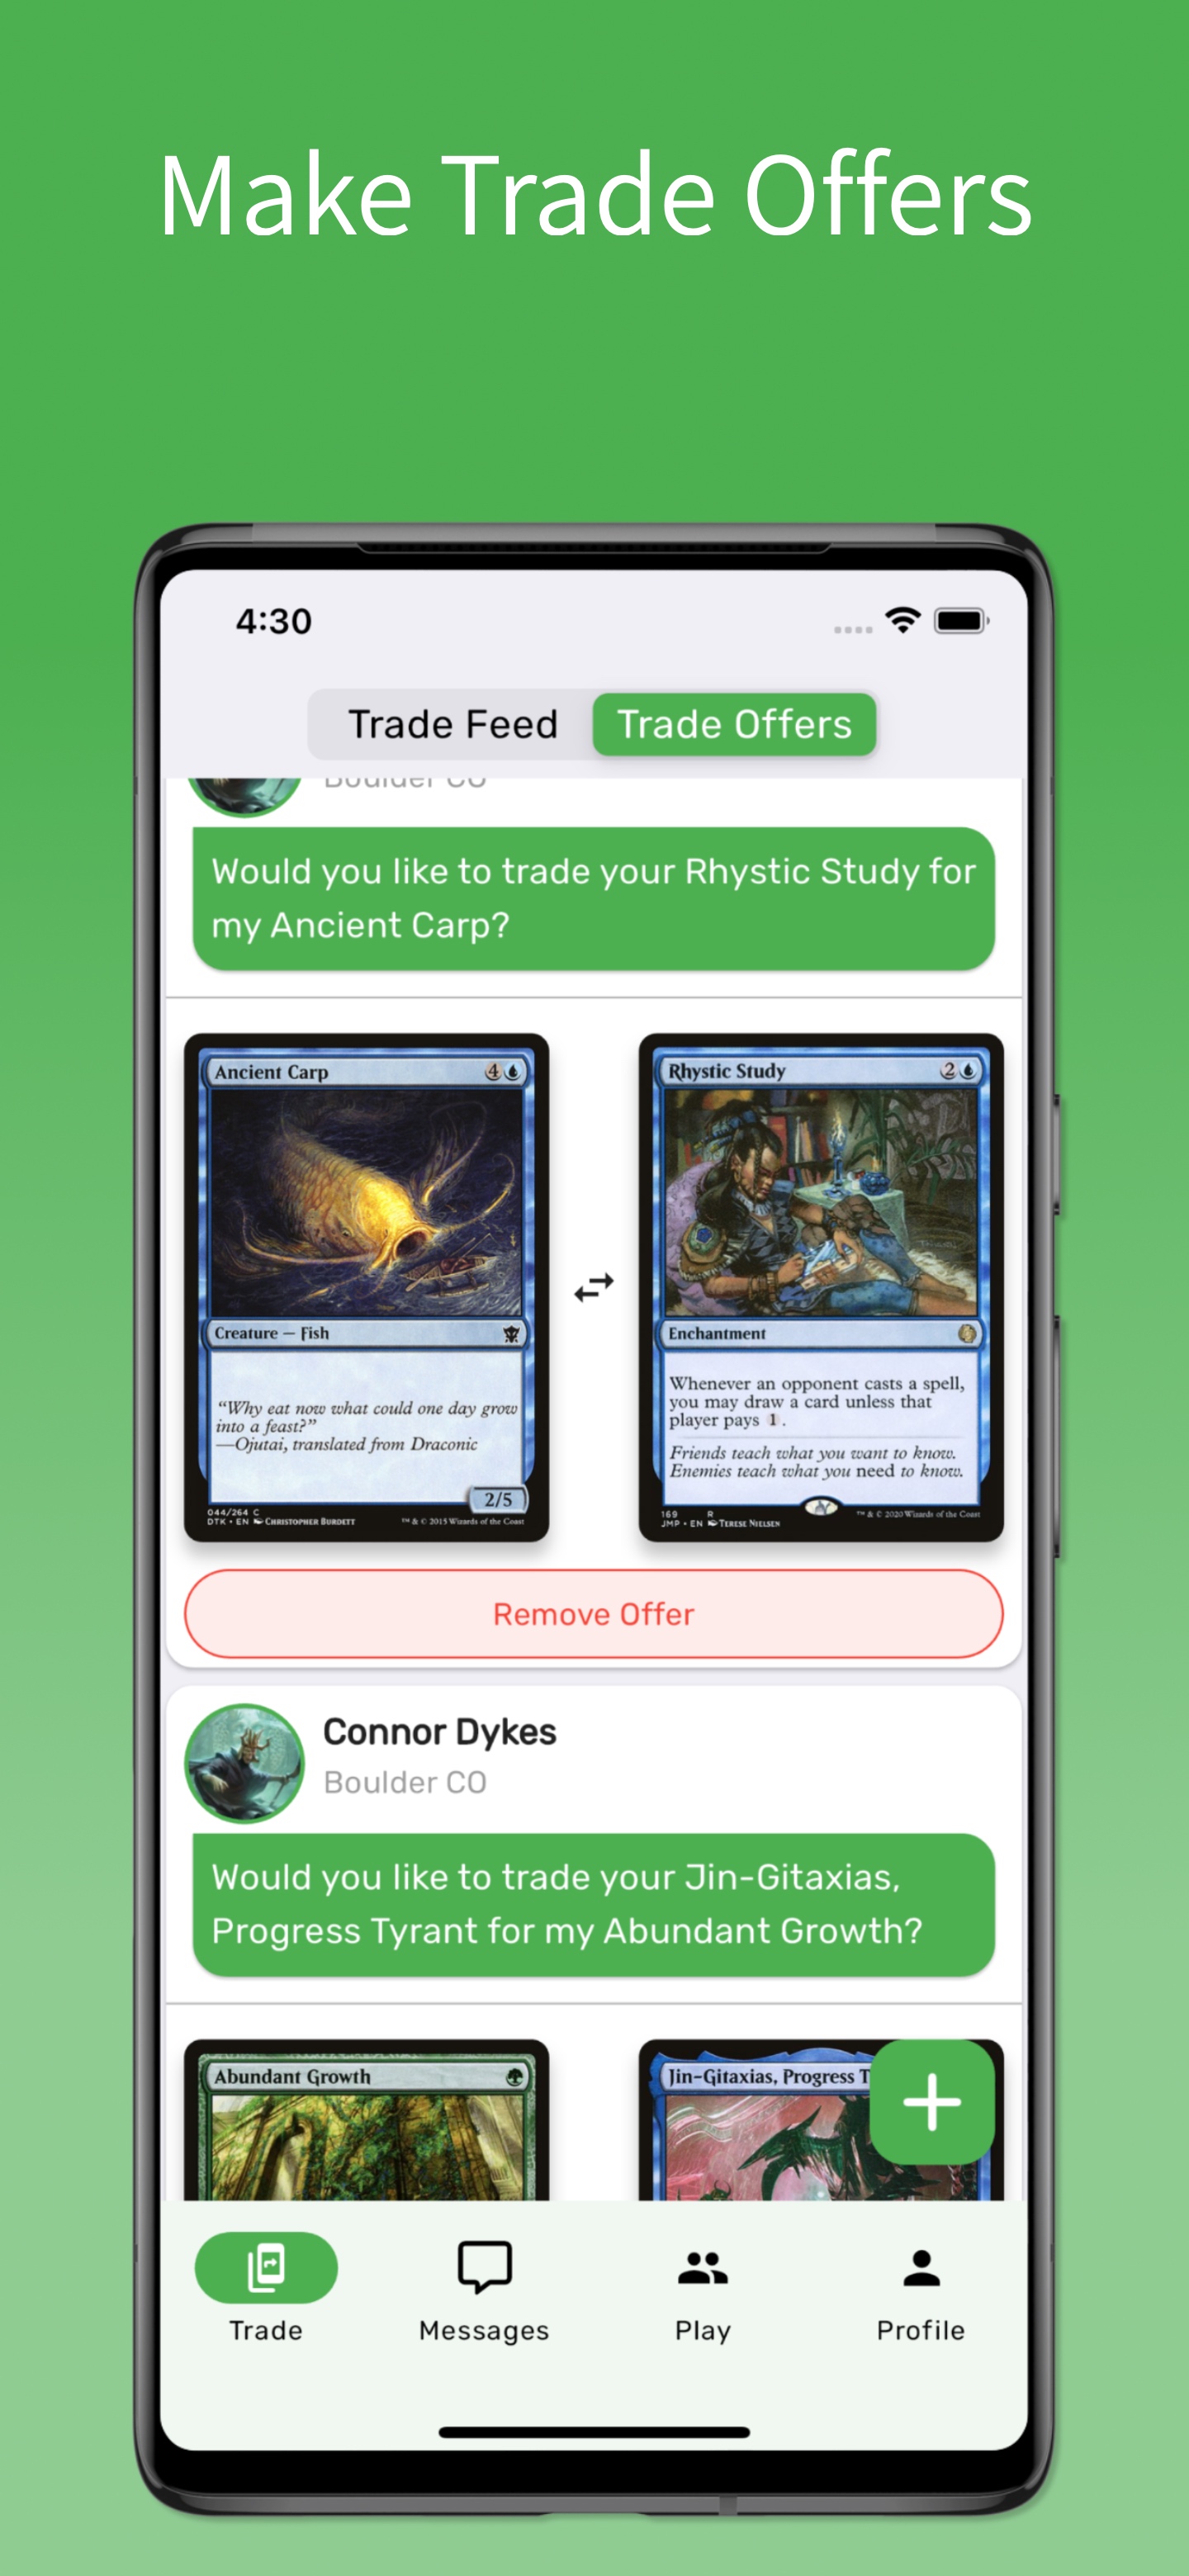 Make Trade Offers
4:30
Trade Feed
Trade Offers
Boulder CO
Would you like to trade your Rhystic Study for
my Ancient Carp?
Ancient Carp 4
Creature — Fish
“Why eat now what could one day grow
into a feast?”
—Ojutai, translated from Draconic
2/5
044/264 C
DTK • EN CHRISTOPHER BURDETT ™ & © 2015 Wizards of the Coast
Rhystic Study 2
Enchantment
Whenever an opponent casts a spell,
you may draw a card unless that
player pays 1.
Friends teach what you want to know.
Enemies teach what you need to know.
169 R
JMP • EN TERESE NIELSEN ™ & © 2020 Wizards of the Coast
Remove Offer
Connor Dykes
Boulder CO
Would you like to trade your Jin-Gitaxias,
Progress Tyrant for my Abundant Growth?
Abundant Growth
Jin-Gitaxias, Progress T
Trade
Messages
Play
Profile